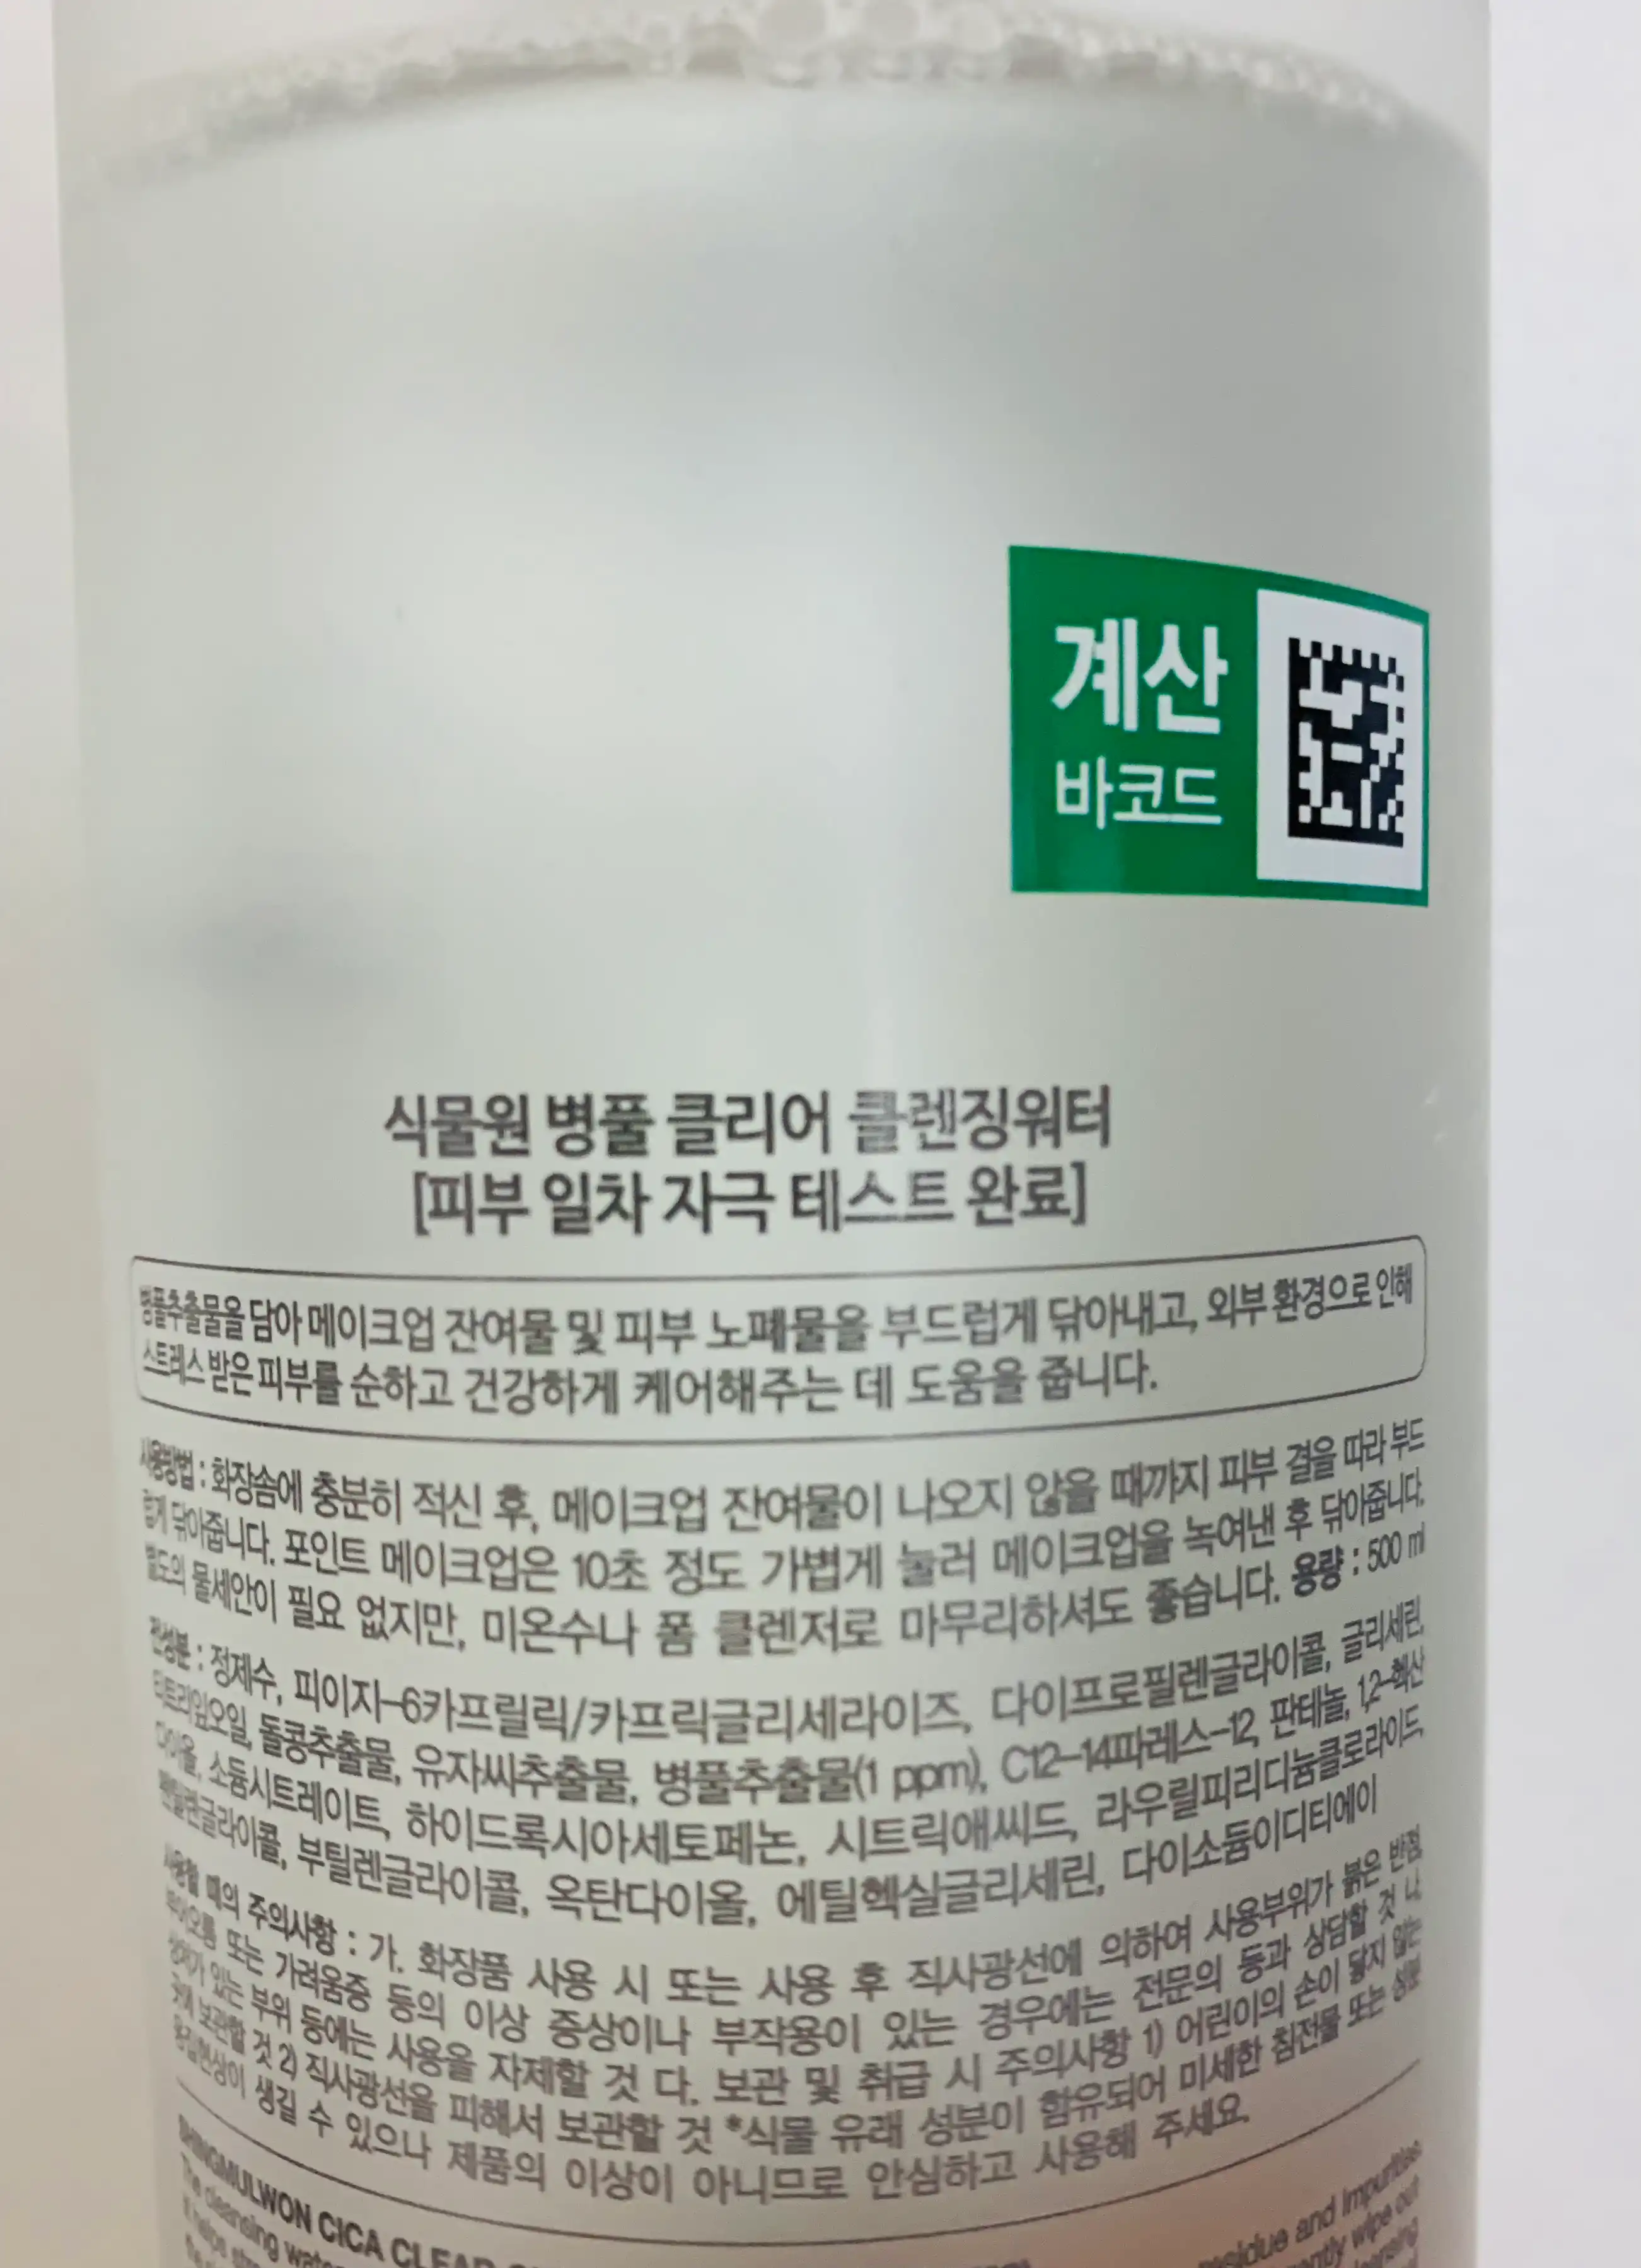 계산
바코드
식물원 병풀 클리어 클렌징워터
[피부 일차 자극 테스트 완료]
병풀추출물을 담아 메이크업 잔여물 및 피부 노폐물을 부드럽게 닦아내고, 외부 환경으로 인해
스트레스 받은 피부를 순하고 건강하게 케어해주는 데 도움을 줍니다.
사용방법 : 화장솜에 충분히 적신 후, 메이크업 잔여물이 나오지 않을 때까지 피부 결을 따라 부드
럽게 닦아줍니다. 포인트 메이크업은 10초 정도 가볍게 눌러 메이크업을 녹여낸 후 닦아줍니다.
별도의 물세안이 필요 없지만, 미온수나 폼 클렌저로 마무리하셔도 좋습니다. 용량 : 500 ml
전성분 : 정제수, 피이지-6카프릴릭/카프릭글리세라이즈, 다이프로필렌글라이콜, 글리세린,
티트리잎오일, 돌콩추출물, 유자씨추출물, 병풀추출물(1 ppm), C12-14파레스-12, 판테놀, 1,2-헥산
다이올, 소듐시트레이트, 하이드록시아세토페논, 시트릭애씨드, 라우릴피리디늄클로라이드,
펜틸렌글라이콜, 부틸렌글라이콜, 옥탄다이올, 에틸헥실글리세린, 다이소듐이디티에이
사용할 때의 주의사항 : 가. 화장품 사용 시 또는 사용 후 직사광선에 의하여 사용부위가 붉은 반점,
부어오름 또는 가려움증 등의 이상 증상이나 부작용이 있는 경우에는 전문의 등과 상담할 것 나.
상처가 있는 부위 등에는 사용을 자제할 것 다. 보관 및 취급 시 주의사항 1) 어린이의 손이 닿지 않는
곳에 보관할 것 2) 직사광선을 피해서 보관할 것 *식물 유래 성분이 함유되어 미세한 침전물 또는 성분
응집현상이 생길 수 있으나 제품의 이상이 아니므로 안심하고 사용해 주세요.
SHINGMULWON CICA CLEAR
The cleansing water residue and impurities
It helps gently wipe out
cleansing